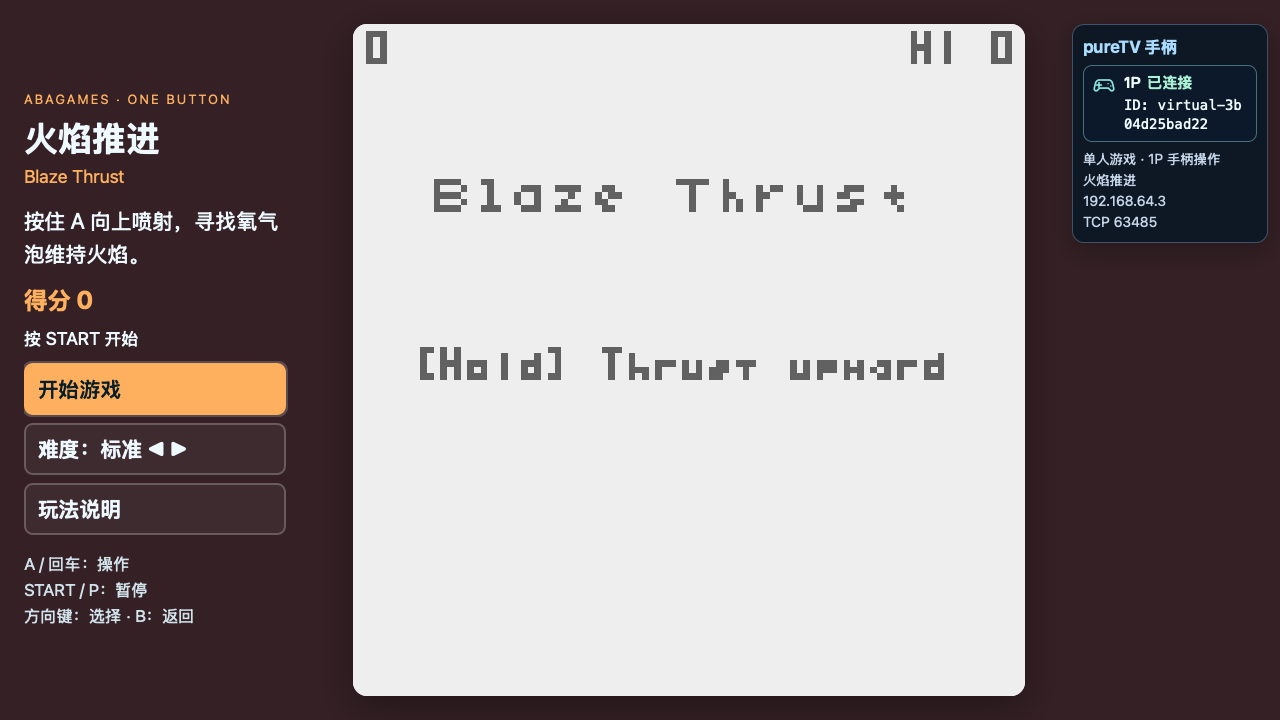 ABAGAMES · ONE BUTTON
火焰推进
Blaze Thrust
按住 A 向上喷射，寻找氧气
泡维持火焰。
得分 0
按 START 开始
开始游戏
难度：标准 ◀ ▶
玩法说明
A / 回车：操作
START / P：暂停
方向键：选择 · B：返回
0 HI 0
Blaze Thrust
[Hold] Thrust upward
pureTV 手柄
1P 已连接
ID: virtual-3b
04d25bad22
单人游戏 · 1P 手柄操作
火焰推进
192.168.64.3
TCP 63485